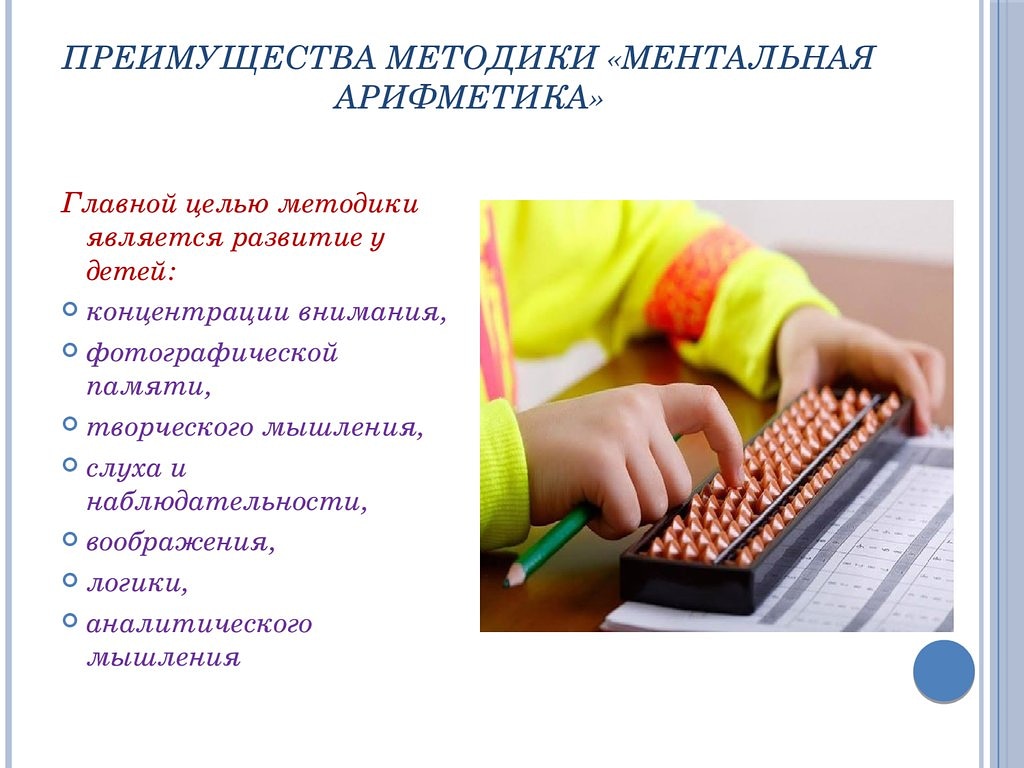 ПРЕИМУЩЕСТВА МЕТОДИКИ «МЕНТАЛЬНАЯ
АРИФМЕТИКА»
Главной целью методики
является развитие у
детей:
концентрации внимания,
фотографической
памяти,
творческого мышления,
слуха и
наблюдательности,
воображения,
логики,
аналитического
мышления